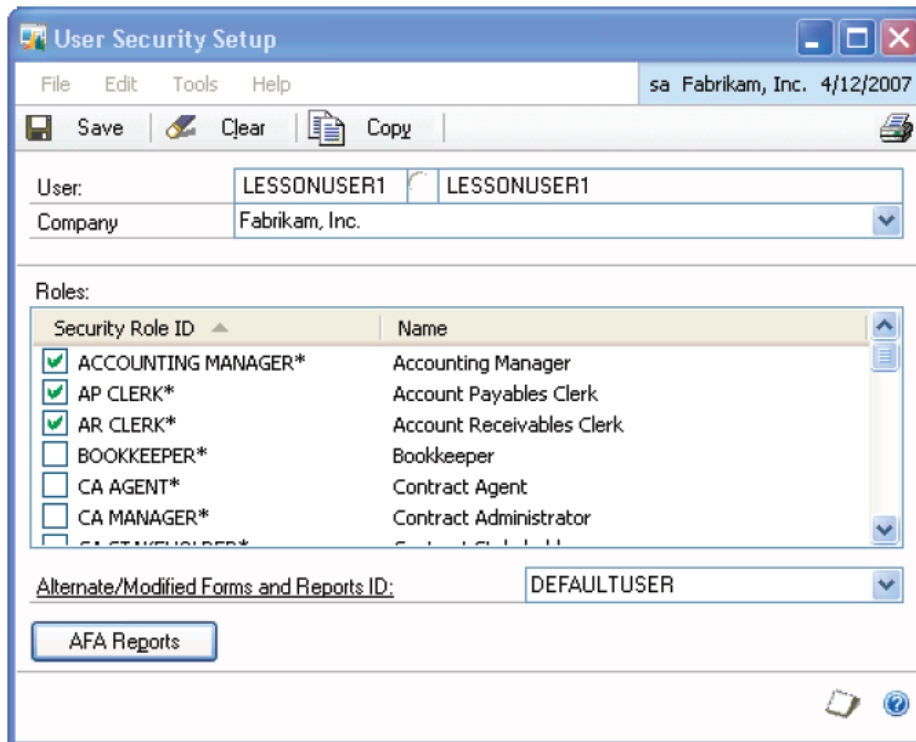 User Security Setup
File Edit Tools Help sa Fabrikam, Inc. 4/12/2007
Save Clear Copy
User: LESSONUSER1 LESSONUSER1
Company Fabrikam, Inc.
Roles:
Security Role ID Name
ACCOUNTING MANAGER* Accounting Manager
AP CLERK* Account Payables Clerk
AR CLERK* Account Receivables Clerk
BOOKKEEPER* Bookkeeper
CA AGENT* Contract Agent
CA MANAGER* Contract Administrator
Alternate/Modified Forms and Reports ID: DEFAULTUSER
AFA Reports